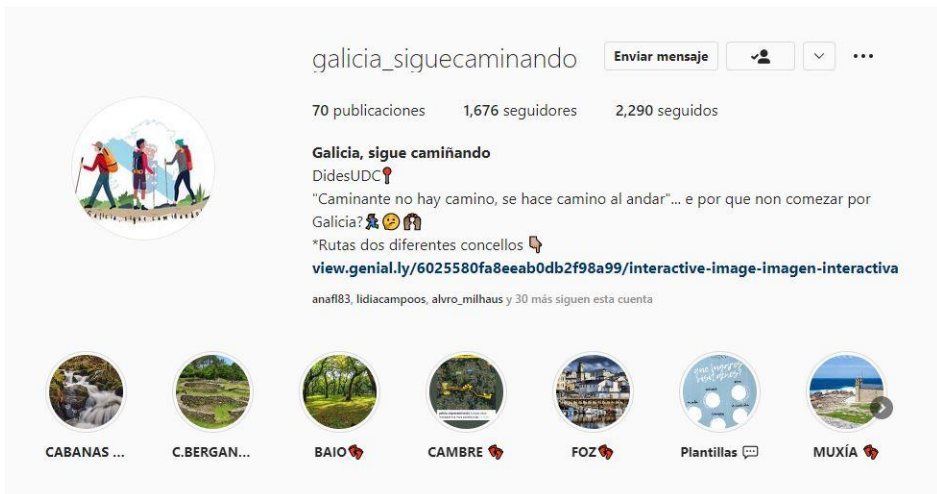 galicia_siguecaminando Enviar mensaje
70 publicaciones 1,676 seguidores 2,290 seguidos
Galicia, sigue camiñando
DidesUDC📍
"Caminante no hay camino, se hace camino al andar"... e por que non comezar por
Galicia?🏃‍♀️🤔🙌
*Rutas dos diferentes concellos 👇
view.genial.ly/6025580fa8eeab0db2f98a99/interactive-image-imagen-interactiva
anafl83, lidiacampoos, alvro_milhaus y 30 más siguen esta cuenta
CABANAS ... C.BERGAN... BAIO👣 CAMBRE 👣 FOZ👣 Plantillas 💬 MUXÍA 👣